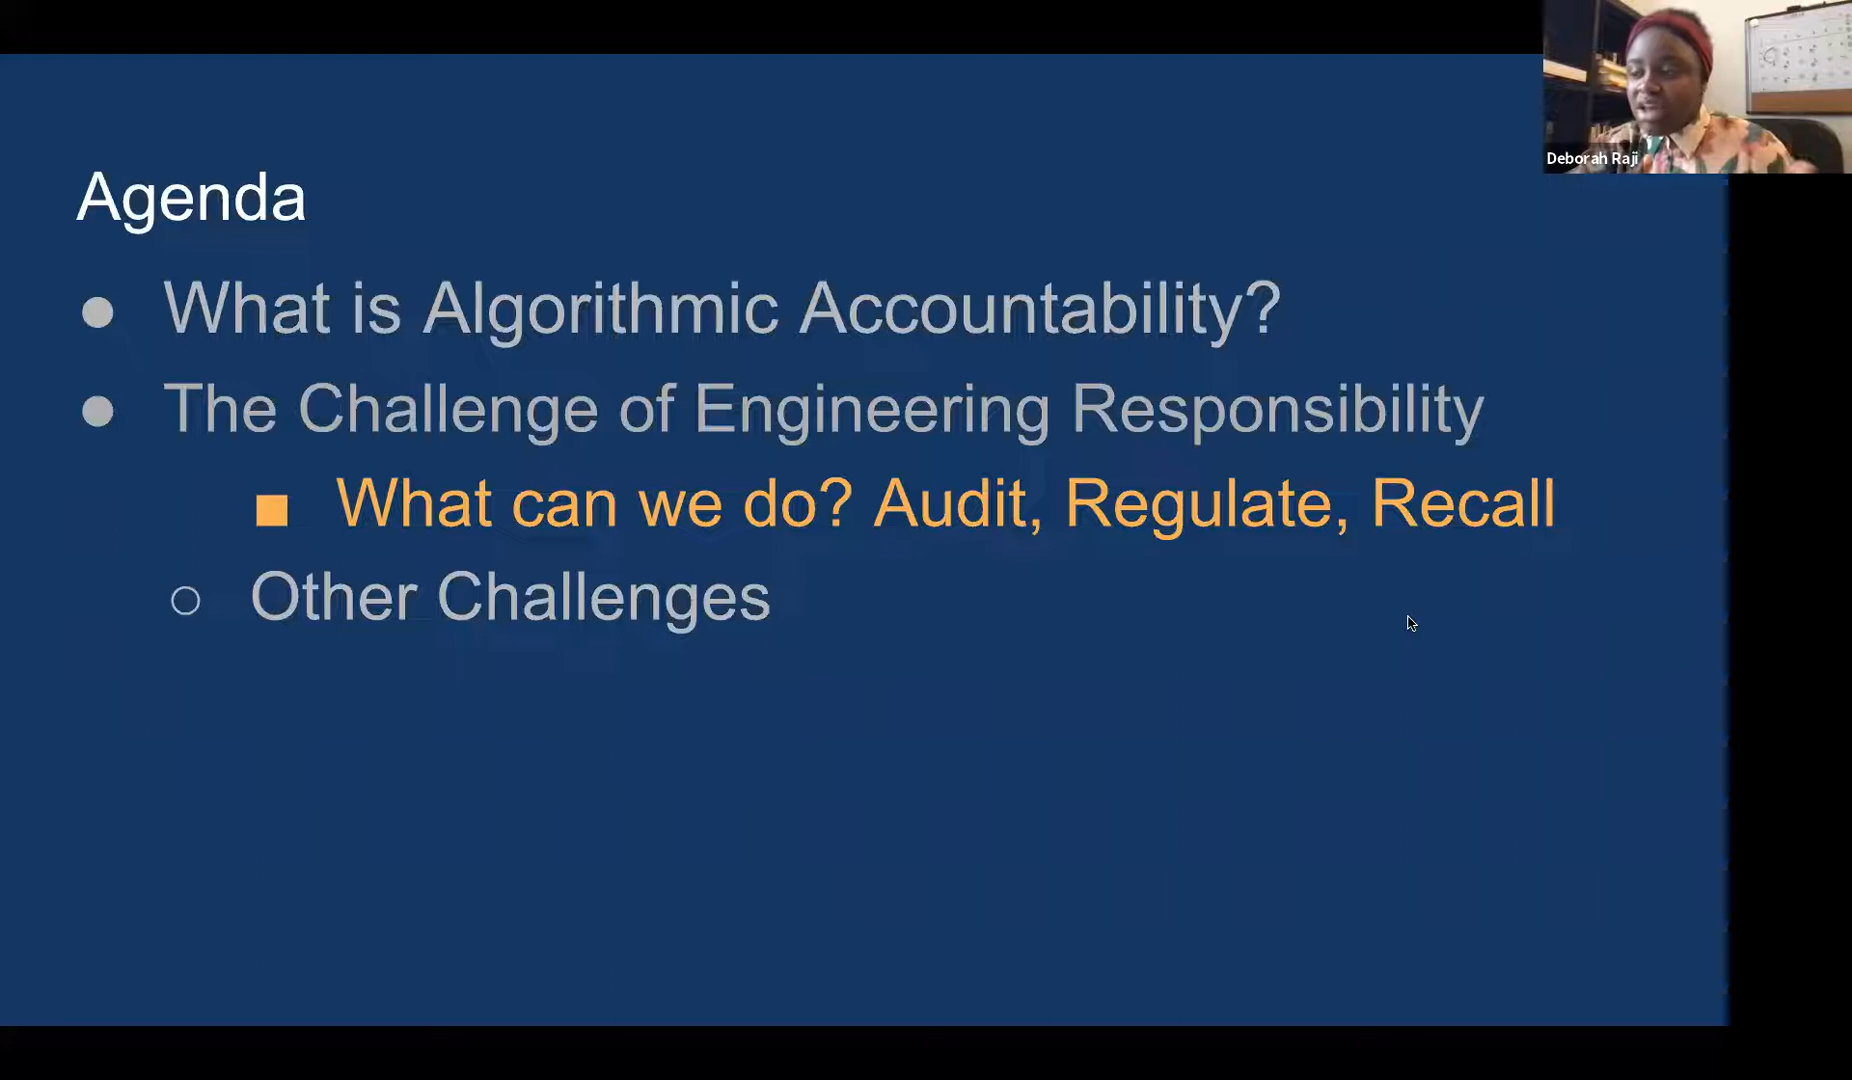 Agenda
What is Algorithmic Accountability?
The Challenge of Engineering Responsibility
What can we do? Audit, Regulate, Recall
Other Challenges
Deborah Raji